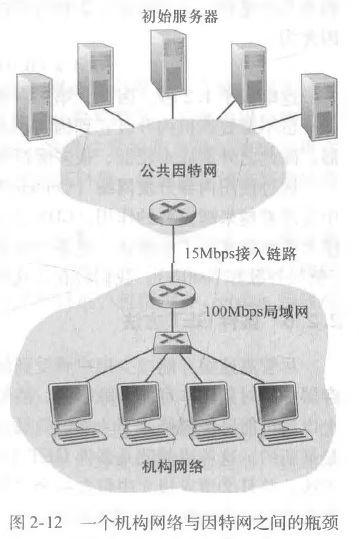 初始服务器
公共因特网
15Mbps接入链路
100Mbps局域网
机构网络
图2-12 一个机构网络与因特网之间的瓶颈